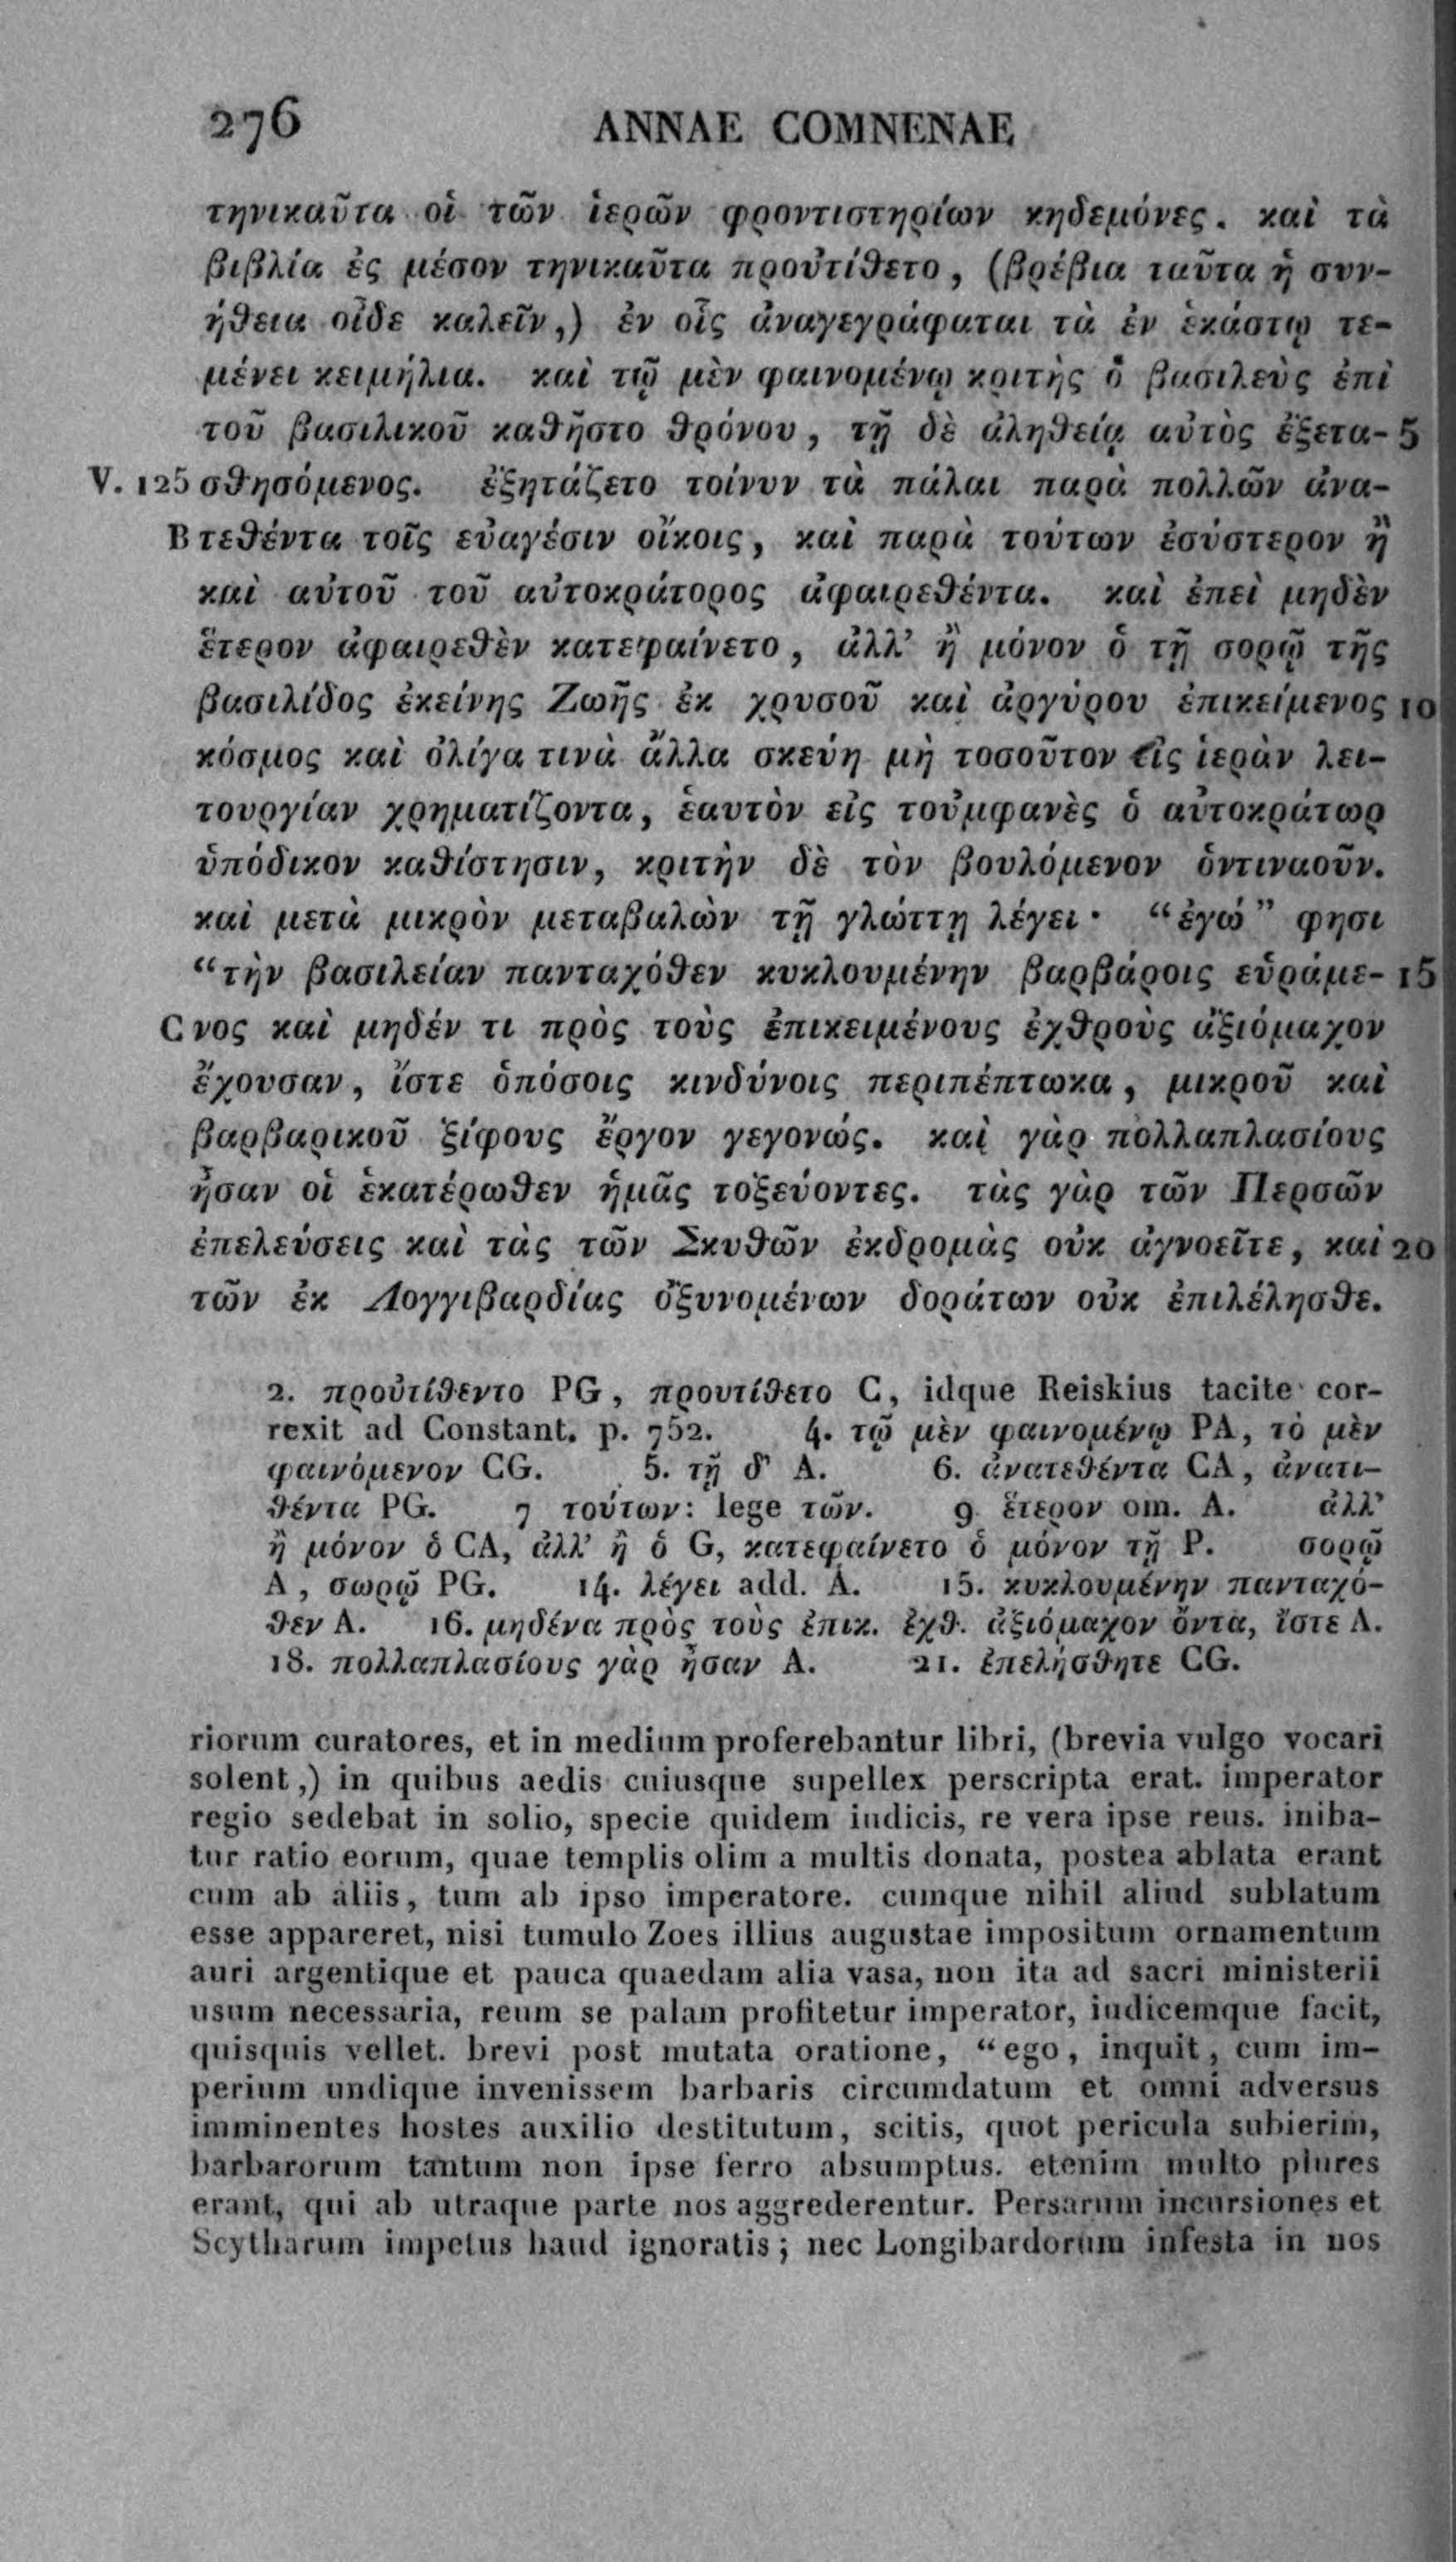 276 ANNAE COMNENAE
τηνικαῦτα οἱ τῶν ἱερῶν φροντιστηρίων κηδεμόνες. καὶ τὰ
βιβλία ἐς μέσον τηνικαῦτα προὐτίθετο, (βρέβια ταῦτα ἡ συν-
ήθεια οἶδε καλεῖν,) ἐν οἷς ἀναγεγράφαται τὰ ἐν ἑκάστῳ τε-
μένει κειμήλια. καὶ τῷ μὲν φαινομένῳ κριτὴς ὁ βασιλεὺς ἐπὶ
τοῦ βασιλικοῦ καθῆστο θρόνου, τῇ δὲ ἀληθείᾳ αὐτὸς ἐξετα- 5
V. 125 σθησόμενος. ἐξητάζετο τοίνυν τὰ πάλαι παρὰ πολλῶν ἀνα-
B τεθέντα τοῖς εὐαγέσιν οἴκοις, καὶ παρὰ τούτων ἐσύστερον ἢ
καὶ αὐτοῦ τοῦ αὐτοκράτορος ἀφαιρεθέντα. καὶ ἐπεὶ μηδὲν
ἕτερον ἀφαιρεθὲν κατεφαίνετο, ἀλλ’ ἢ μόνον ὁ τῇ σορῷ τῆς
βασιλίδος ἐκείνης Ζωῆς ἐκ χρυσοῦ καὶ ἀργύρου ἐπικείμενος 10
κόσμος καὶ ὀλίγα τινὰ ἄλλα σκεύη μὴ τοσοῦτον εἰς ἱερὰν λει-
τουργίαν χρηματίζοντα, ἑαυτὸν εἰς τοὐμφανὲς ὁ αὐτοκράτωρ
ὑπόδικον καθίστησιν, κριτὴν δὲ τὸν βουλόμενον ὁντιναοῦν.
καὶ μετὰ μικρὸν μεταβαλὼν τῇ γλώττῃ λέγει· “ἐγώ” φησι
“τὴν βασιλείαν πανταχόθεν κυκλουμένην βαρβάροις εὑράμε- 15
C νος καὶ μηδέν τι πρὸς τοὺς ἐπικειμένους ἐχθροὺς ἀξιόμαχον
ἔχουσαν, ἴστε ὁπόσοις κινδύνοις περιπέπτωκα, μικροῦ καὶ
βαρβαρικοῦ ξίφους ἔργον γεγονώς. καὶ γὰρ πολλαπλασίους
ἦσαν οἱ ἑκατέρωθεν ἡμᾶς τοξεύοντες. τὰς γὰρ τῶν Περσῶν
ἐπελεύσεις καὶ τὰς τῶν Σκυθῶν ἐκδρομὰς οὐκ ἀγνοεῖτε, καὶ 20
τῶν ἐκ Λογγιβαρδίας ὀξυνομένων δοράτων οὐκ ἐπιλέλησθε.
2. προὐτίθεντο PG, προυτίθετο C, idque Reiskius tacite cor-
rexit ad Constant. p. 752. 4. τῷ μὲν φαινομένῳ PA, τὸ μὲν
φαινόμενον CG. 5. τῇ δ’ A. 6. ἀνατεθέντα CA, ἀνατι-
θέντα PG. 7 τούτων: lege τῶν. 9 ἕτερον om. A. ἀλλ’
ἢ μόνον ὁ CA, ἀλλ’ ἢ ὁ G, κατεφαίνετο ὁ μόνον τῇ P. σορῷ
A, σωρῷ PG. 14. λέγει add. A. 15. κυκλουμένην πανταχό-
θεν A. 16. μηδένα πρὸς τοὺς ἐπικ. ἐχθ. ἀξιόμαχον ὄντα, ἴστε A.
18. πολλαπλασίους γὰρ ἦσαν A. 21. ἐπελήσθητε CG.
riorum curatores, et in medium proferebantur libri, (brevia vulgo vocari
solent,) in quibus aedis cuiusque supellex perscripta erat. imperator
regio sedebat in solio, specie quidem iudicis, re vera ipse reus. iniba-
tur ratio eorum, quae templis olim a multis donata, postea ablata erant
cum ab aliis, tum ab ipso imperatore. cumque nihil aliud sublatum
esse appareret, nisi tumulo Zoes illius augustae impositum ornamentum
auri argentique et pauca quaedam alia vasa, non ita ad sacri ministerii
usum necessaria, reum se palam profitetur imperator, iudicemque facit,
quisquis vellet. brevi post mutata oratione, “ego, inquit, cum im-
perium undique invenissem barbaris circumdatum et omni adversus
imminentes hostes auxilio destitutum, scitis, quot pericula subierim,
barbarorum tantum non ipse ferro absumptus. etenim multo plures
erant, qui ab utraque parte nos aggrederentur. Persarum incursiones et
Scytharum impetus haud ignoratis; nec Longibardorum infesta in nos